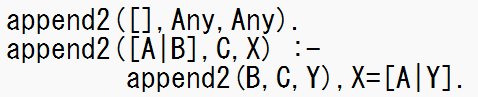 append2([],Any,Any).
append2([A|B],C,X) :-
append2(B,C,Y),X=[A|Y].